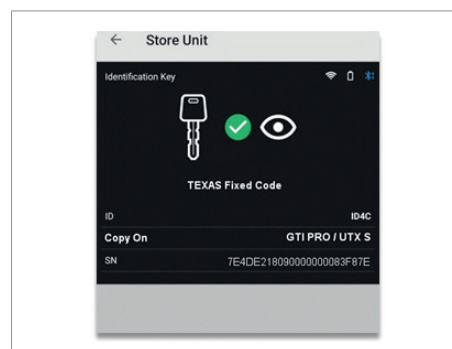 Store Unit
Identification Key
TEXAS Fixed Code
ID ID4C
Copy On GTI PRO / UTX S
SN 7E4DE218090000000083F87E